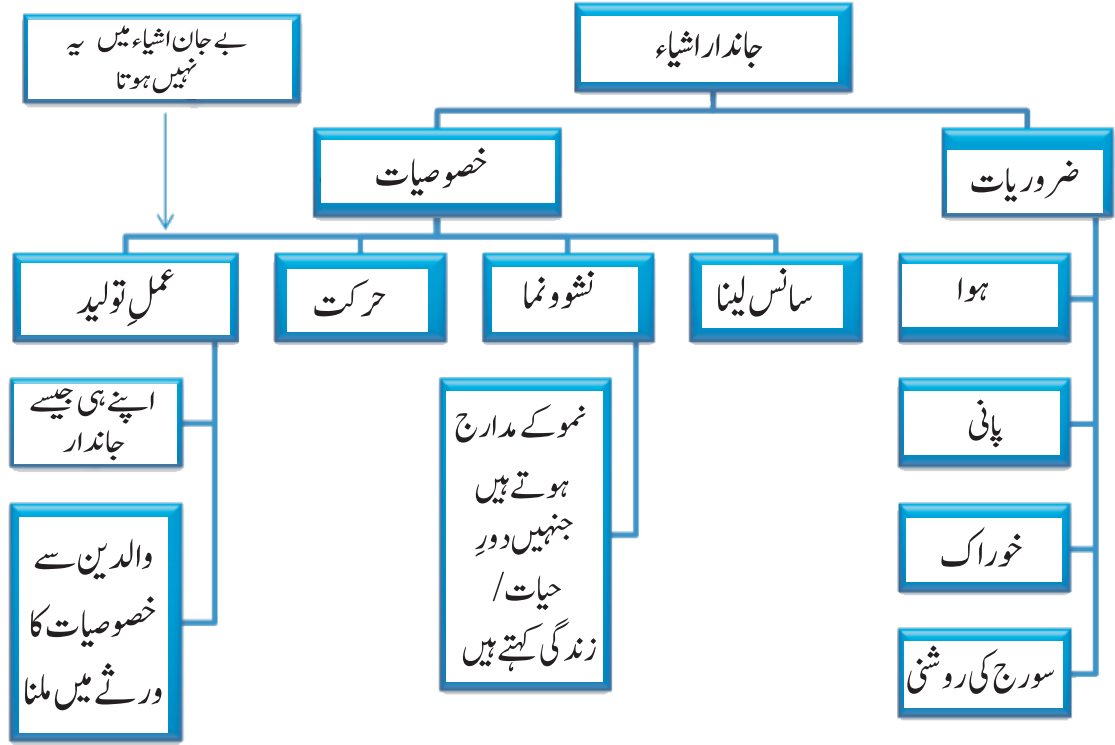 جاندار اشیاء
بے جان اشیاء میں یہ
نہیں ہوتا
ضروریات
خصوصیات
ہوا
سانس لینا
نشوونما
حرکت
عملِ تولید
پانی
خوراک
سورج کی روشنی
نمو کے مدارج
ہوتے ہیں
جنہیں دورِ
حیات/
زندگی کہتے ہیں
اپنے ہی جیسے
جاندار
والدین سے
خصوصیات کا
ورثے میں ملنا